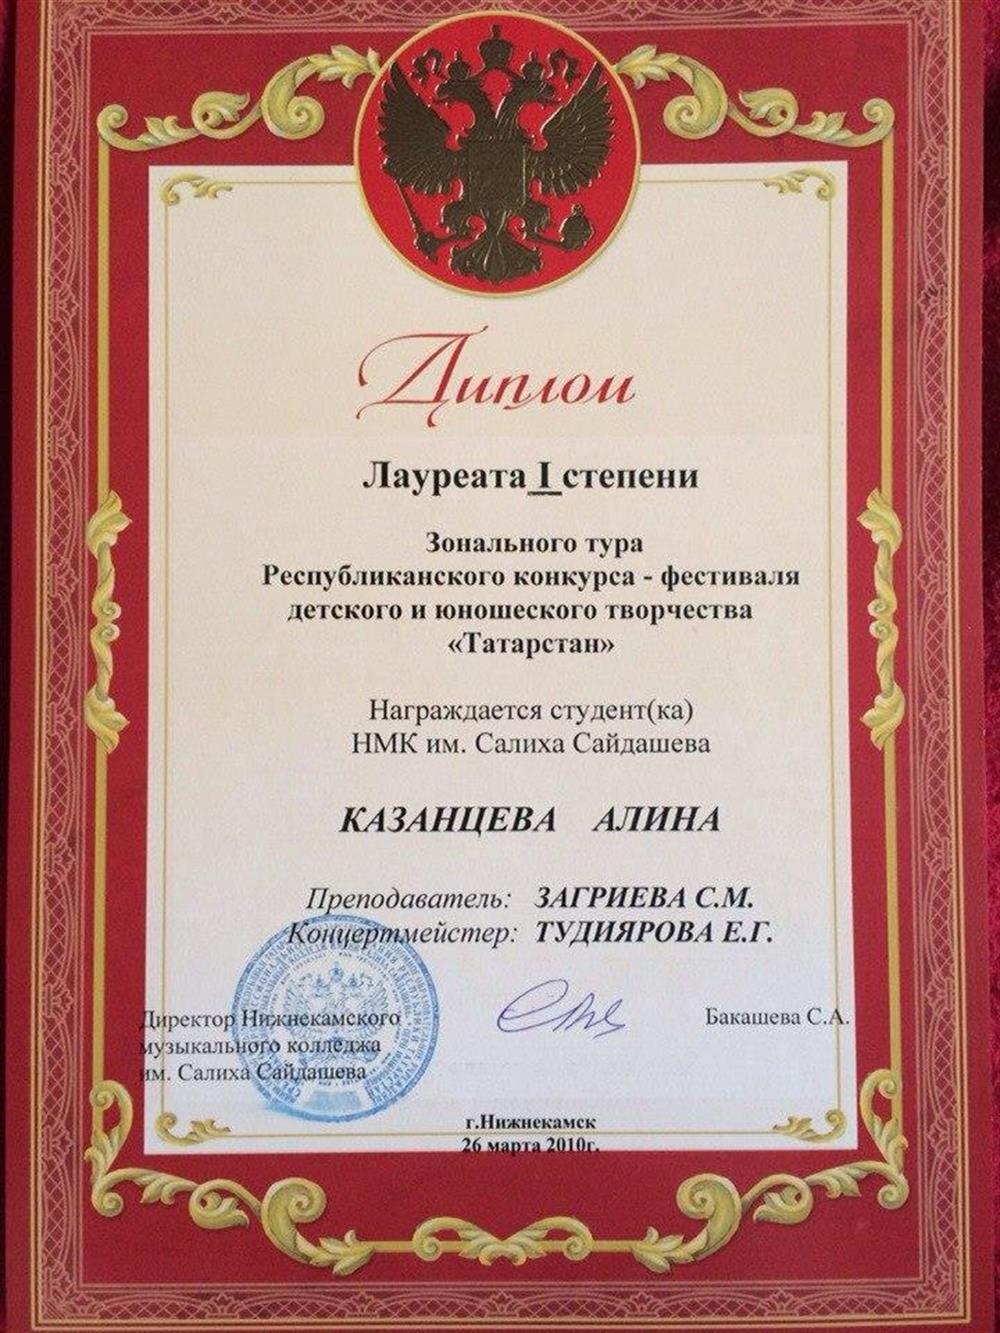 Диплом
Лауреата I степени
Зонального тура
Республиканского конкурса - фестиваля
детского и юношеского творчества
«Татарстан»
Награждается студент(ка)
НМК им. Салиха Сайдашева
КАЗАНЦЕВА АЛИНА
Преподаватель: ЗАГРИЕВА С.М.
Концертмейстер: ТУДИЯРОВА Е.Г.
Директор Нижнекамского
музыкального колледжа
им. Салиха Сайдашева
Бакашева С.А.
г.Нижнекамск
26 марта 2010г.